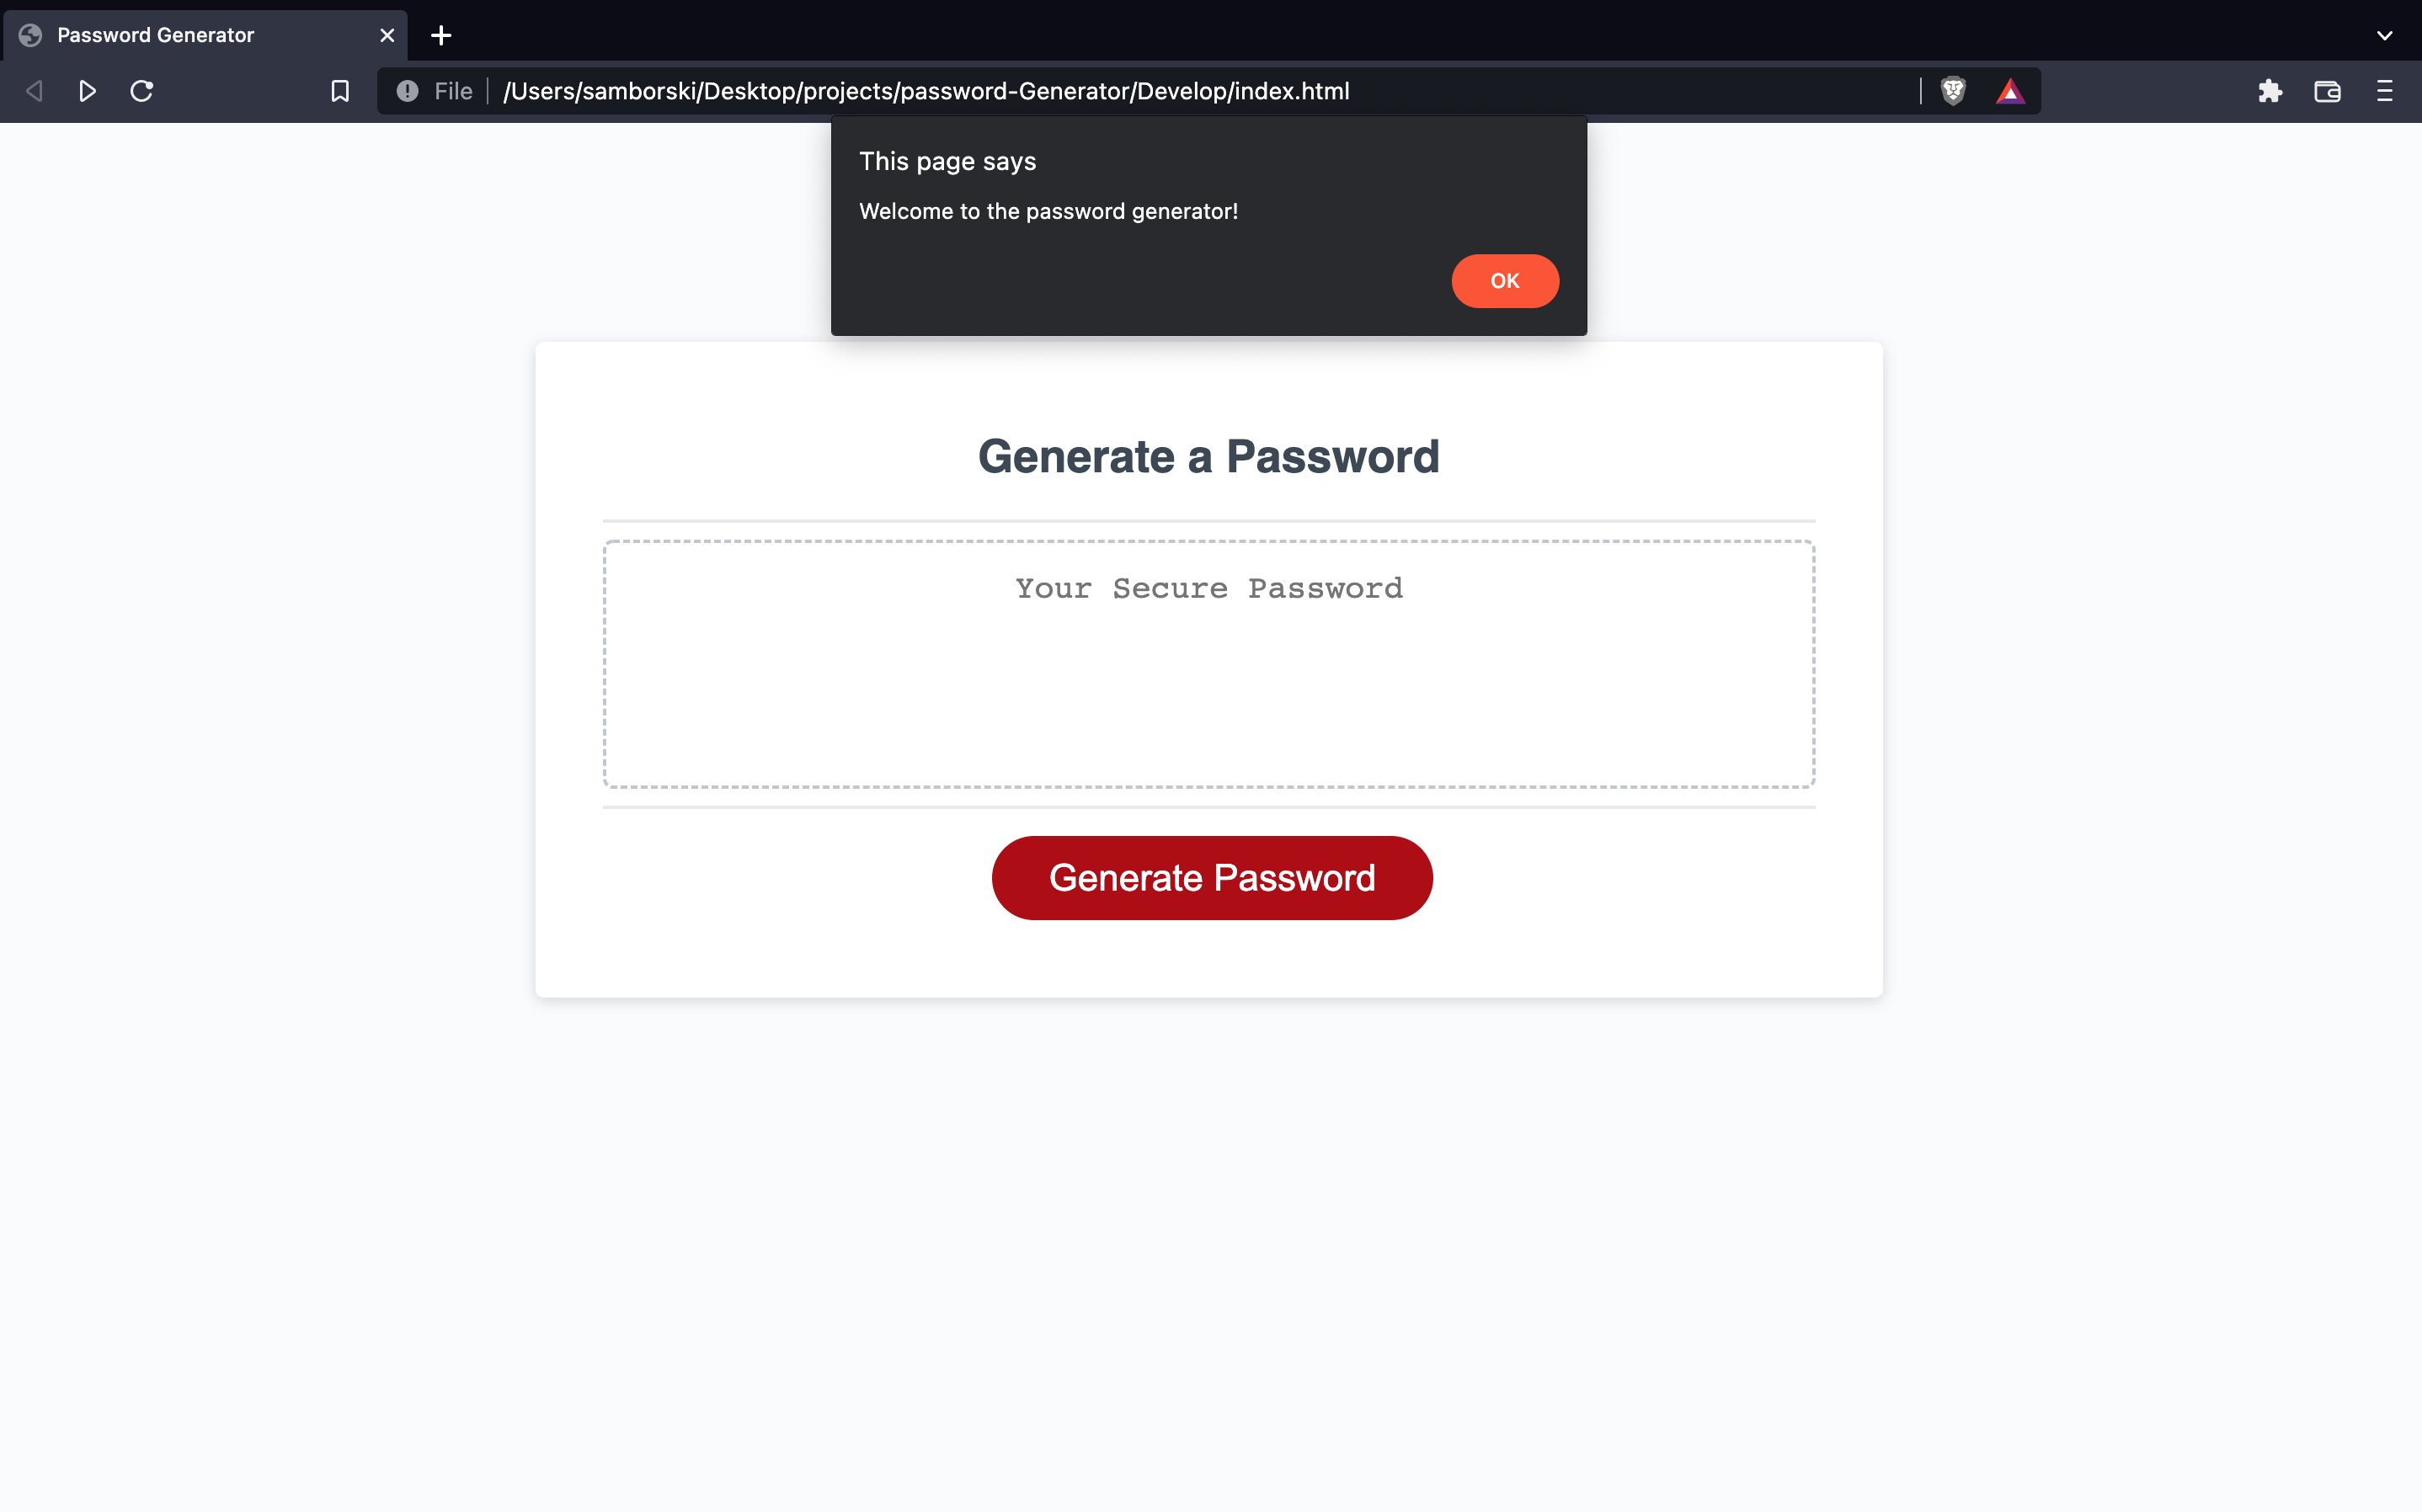 Password Generator
File /Users/samborski/Desktop/projects/password-Generator/Develop/index.html
This page says
Welcome to the password generator!
OK
Generate a Password
Your Secure Password
Generate Password